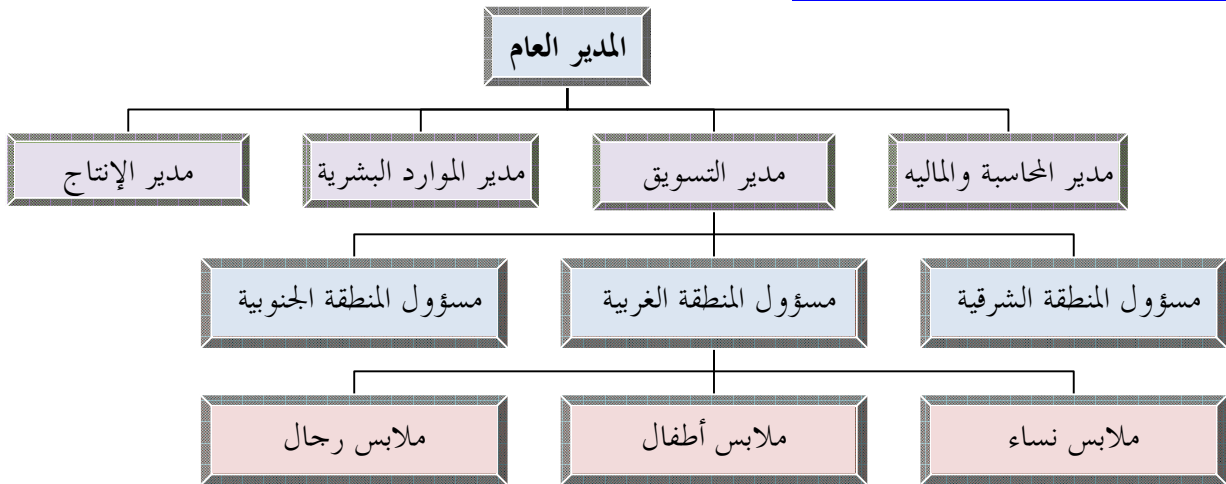 المدير العام
مدير المحاسبة والماليه
مدير التسويق
مدير الموارد البشرية
مدير الإنتاج
مسؤول المنطقة الشرقية
مسؤول المنطقة الغربية
مسؤول المنطقة الجنوبية
ملابس نساء
ملابس أطفال
ملابس رجال